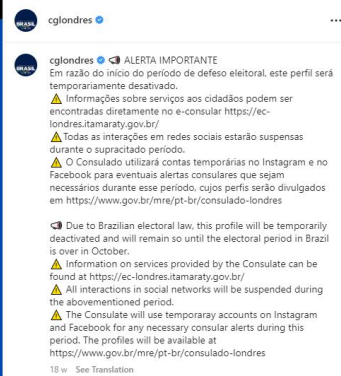 BRASIL
cglondres
...
BRASIL
cglondres 📢 ALERTA IMPORTANTE
Em razão do início do período de defeso eleitoral, este perfil será
temporariamente desativado.
⚠️ Informações sobre serviços aos cidadãos podem ser
encontradas diretamente no e-consular https://ec-
londres.itamaraty.gov.br/
⚠️Todas as interações em redes sociais estarão suspensas
durante o supracitado período.
⚠️ O Consulado utilizará contas temporárias no Instagram e no
Facebook para eventuais alertas consulares que sejam
necessários durante esse período, cujos perfis serão divulgados
em https://www.gov.br/mre/pt-br/consulado-londres
📢 Due to Brazilian electoral law, this profile will be temporarily
deactivated and will remain so until the electoral period in Brazil
is over in October.
⚠️ Information on services provided by the Consulate can be
found at https://ec-londres.itamaraty.gov.br/
⚠️ All interactions in social networks will be suspended during
the abovementioned period.
⚠️ The Consulate will use temporaray accounts on Instagram
and Facebook for any necessary consular alerts during this
period. The profiles will be available at
https://www.gov.br/mre/pt-br/consulado-londres
18 w See Translation